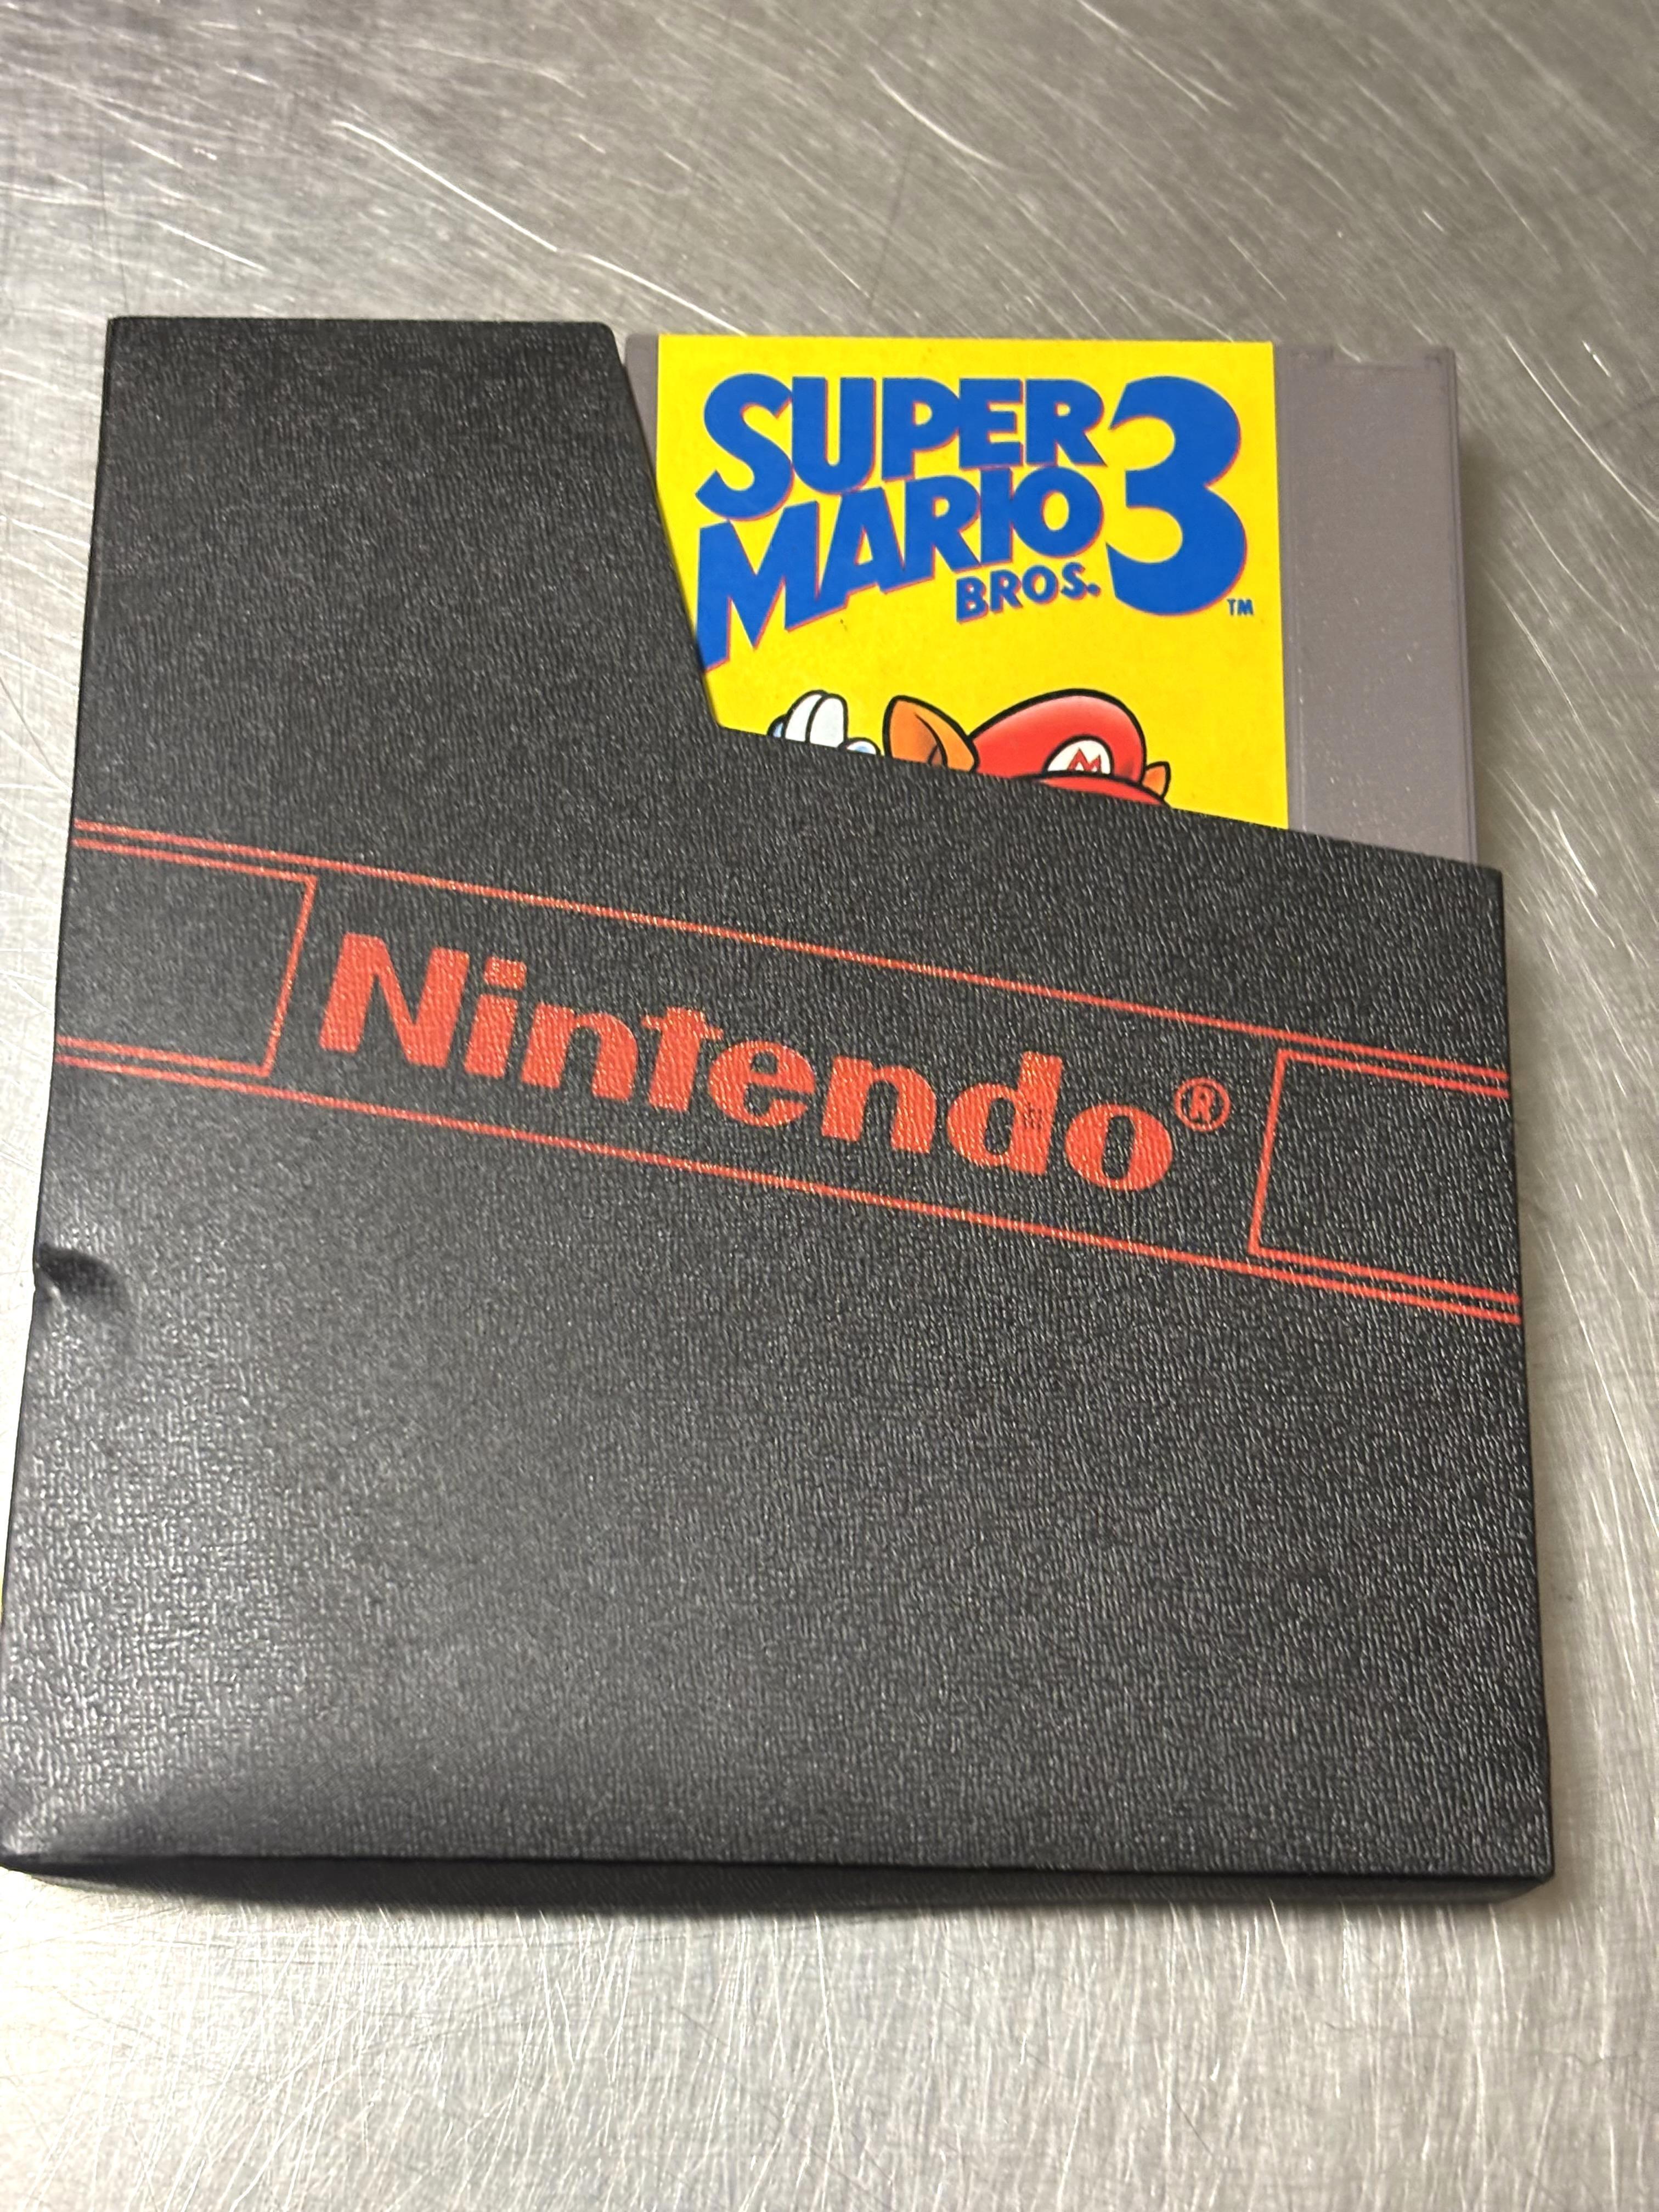 SUPER
MARIO
BROS. 3 ™
M
Nintendo®